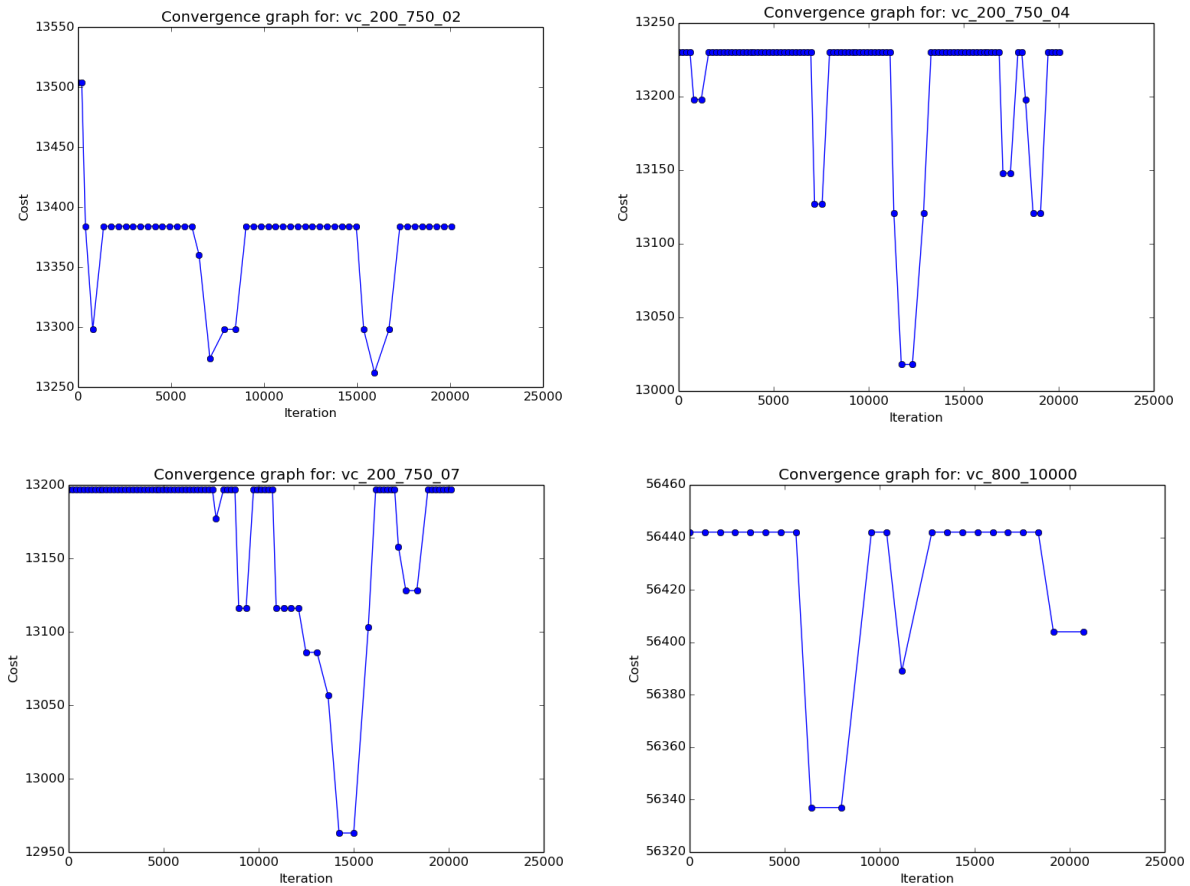 Convergence graph for: vc_200_750_02
13550
13500
13450
13400
13350
13300
13250
Cost
0 5000 10000 15000 20000 25000
Iteration
Convergence graph for: vc_200_750_04
13250
13200
13150
13100
13050
13000
Cost
0 5000 10000 15000 20000 25000
Iteration
Convergence graph for: vc_200_750_07
13200
13150
13100
13050
13000
12950
Cost
0 5000 10000 15000 20000 25000
Iteration
Convergence graph for: vc_800_10000
56460
56440
56420
56400
56380
56360
56340
56320
Cost
0 5000 10000 15000 20000 25000
Iteration